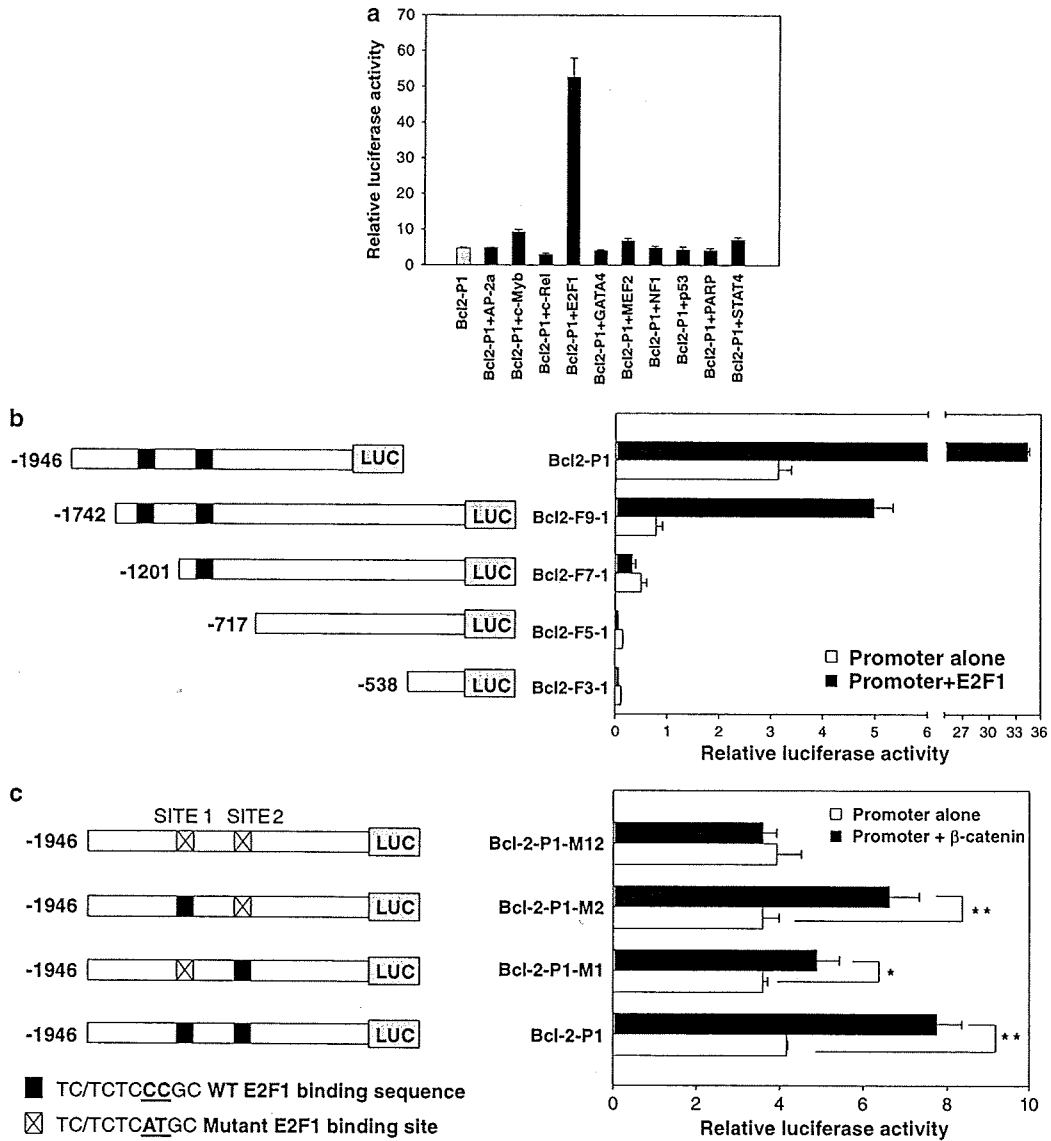 a
Relative luciferase activity
70
60
50
40
30
20
10
0
Bcl2-P1
Bcl2-P1+AP-2a
Bcl2-P1+c-Myb
Bcl2-P1+c-Rel
Bcl2-P1+E2F1
Bcl2-P1+GATA4
Bcl2-P1+MEF2
Bcl2-P1+NF1
Bcl2-P1+p53
Bcl2-P1+PARP
Bcl2-P1+STAT4
b
-1946 LUC
-1742 LUC
-1201 LUC
-717 LUC
-538 LUC
Bcl2-P1
Bcl2-F9-1
Bcl2-F7-1
Bcl2-F5-1
Bcl2-F3-1
Promoter alone
Promoter+E2F1
0 1 2 3 4 5 6 27 30 33 36
Relative luciferase activity
c
SITE 1 SITE2
-1946 LUC
-1946 LUC
-1946 LUC
-1946 LUC
TC/TCTCCCGC WT E2F1 binding sequence
TC/TCTCATGC Mutant E2F1 binding site
Promoter alone
Promoter + β-catenin
Bcl-2-P1-M12
Bcl-2-P1-M2
**
Bcl-2-P1-M1
*
Bcl-2-P1
**
0 2 4 6 8 10
Relative luciferase activity